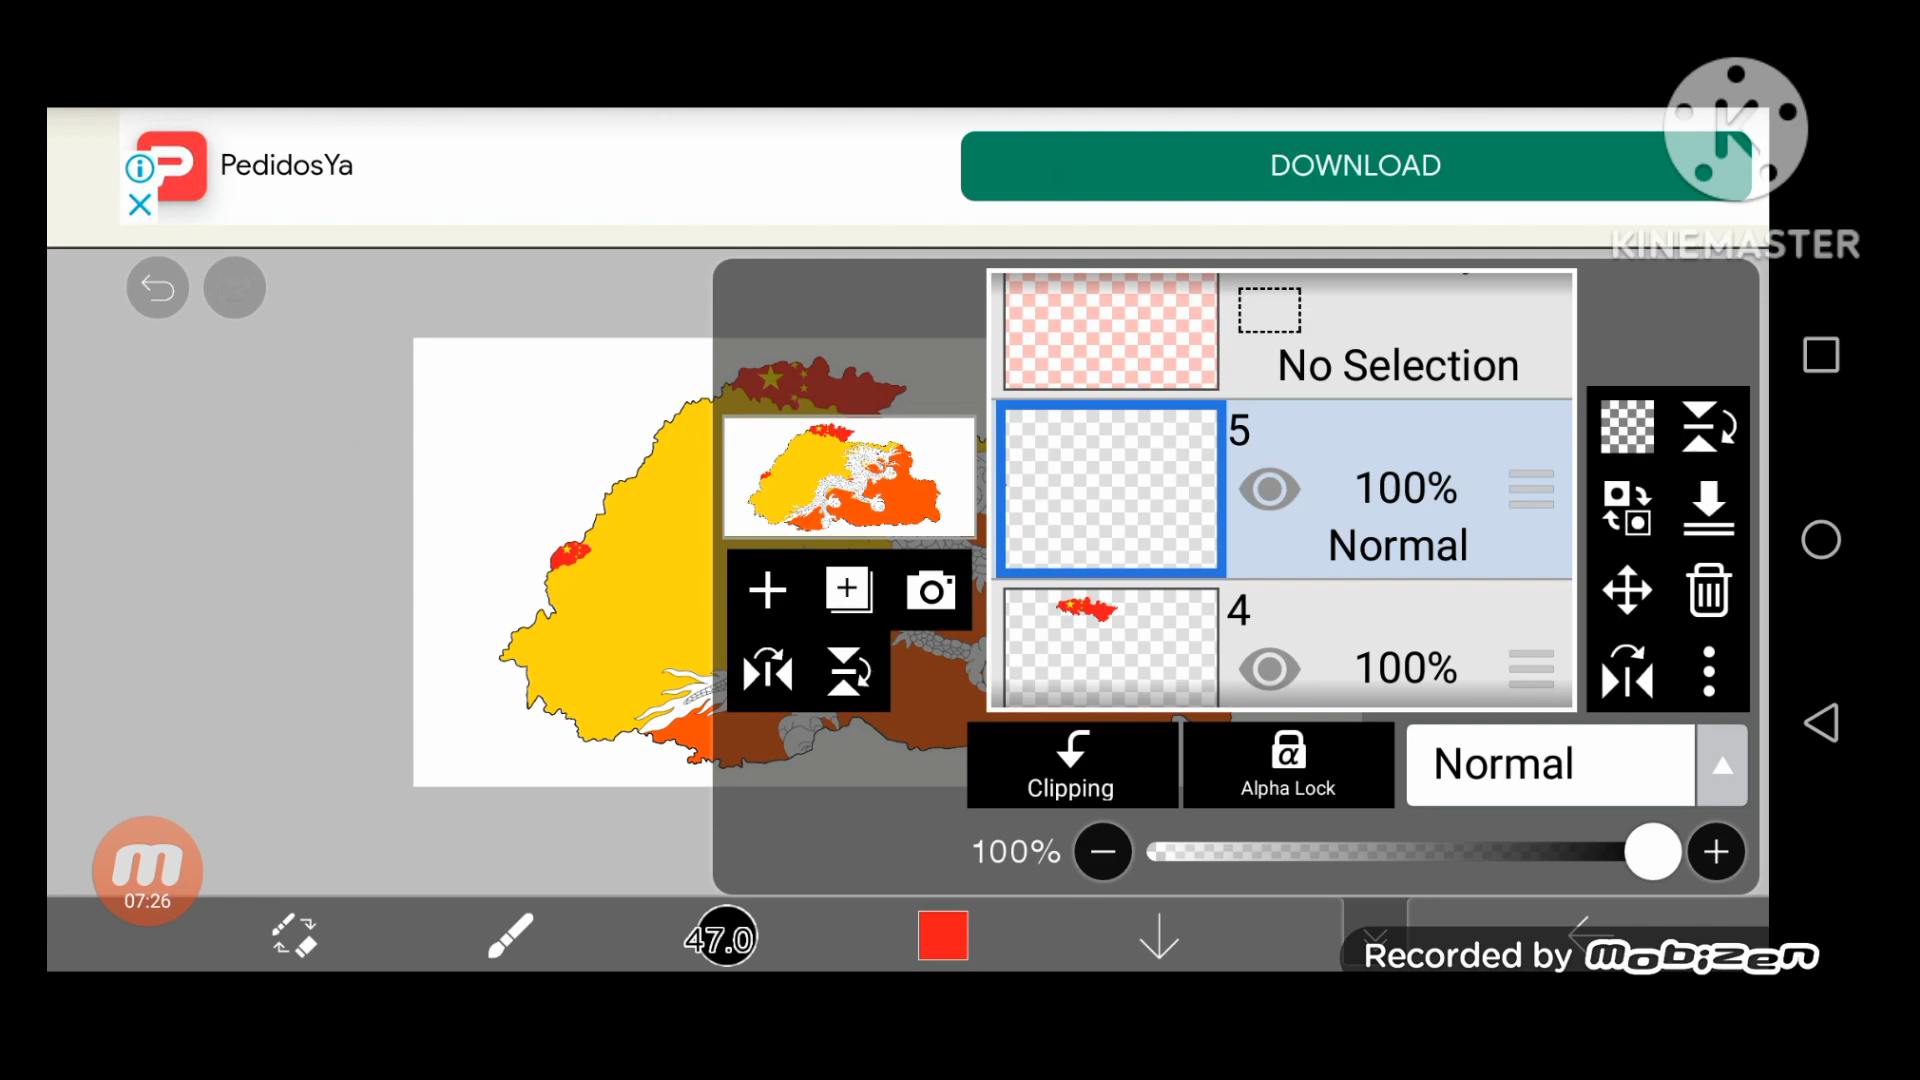 PedidosYa
DOWNLOAD
K
KINEMASTER
No Selection
5
100%
Normal
4
100%
Clipping
α
Alpha Lock
Normal
100%
07:26
47.0
Recorded by mobizen